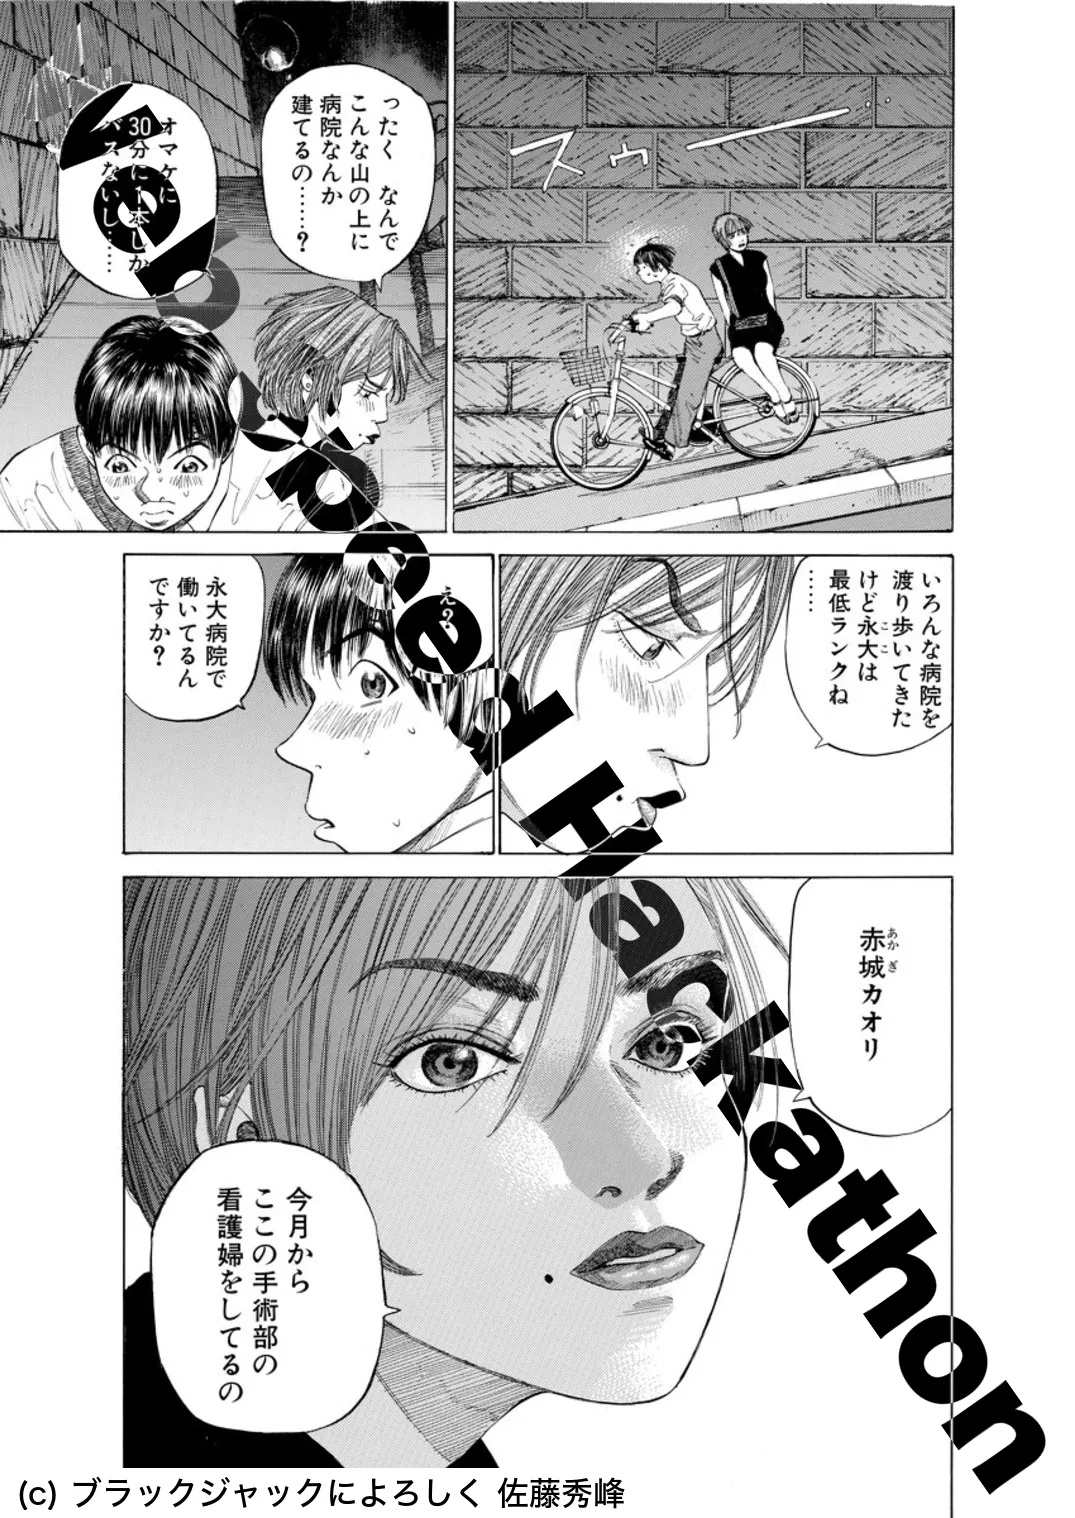 スゥー
ったく なんで
こんな山の上に
病院なんか
建てるの……?
オマケに
30分に1本しか
バスないし……
いろんな病院を
渡り歩いてきた
けど永大は
ここ
最低ランクね
……
え?
永大病院で
働いてるん
ですか?
赤城カオリ
あかぎ
今月から
ここの手術部の
看護婦をしてるの
(c) ブラックジャックによろしく 佐藤秀峰